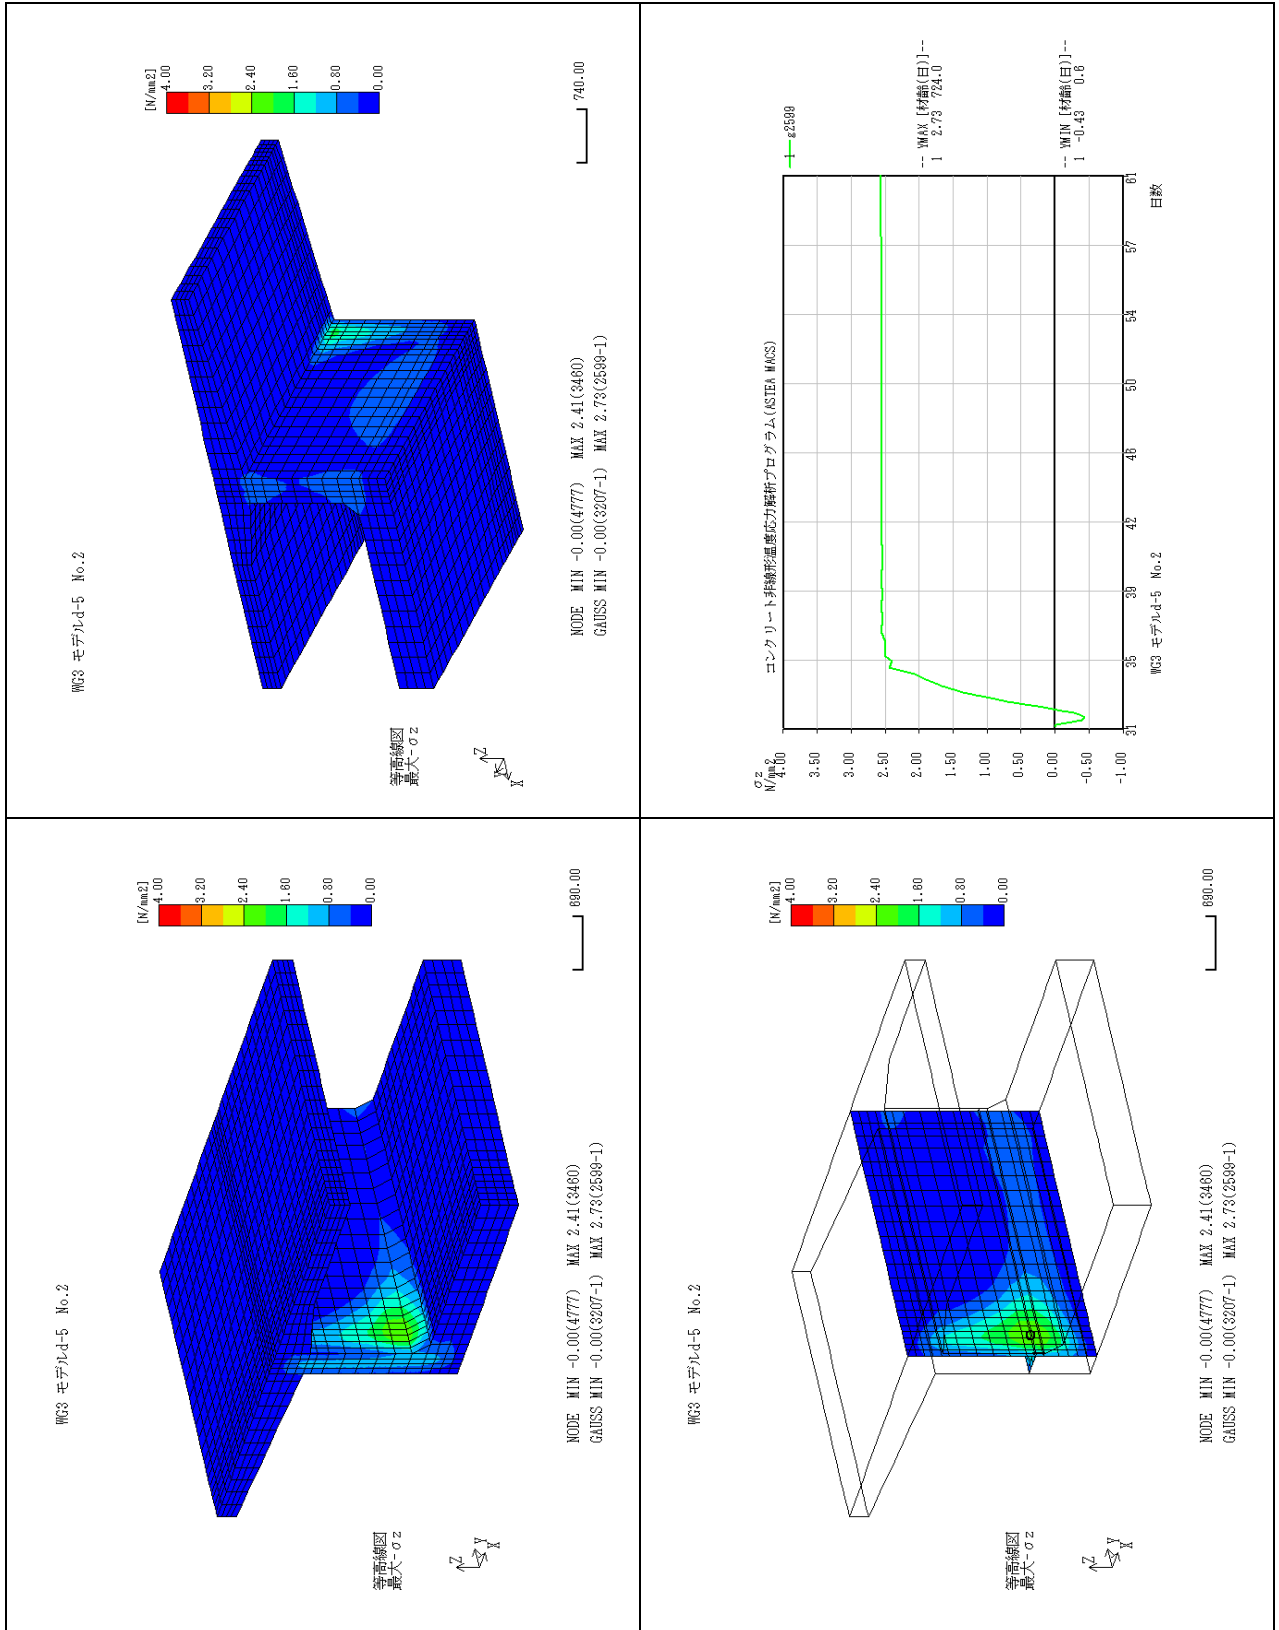 WG3 モデルd-5 No.2
等高線図
最大-σz
[N/mm2]
4.00
3.20
2.40
1.60
0.80
0.00
740.00
Z
Y
X
NODE MIN -0.00(4777) MAX 2.41(3460)
GAUSS MIN -0.00(3207-1) MAX 2.73(2599-1)
コンクリート非線形温度応力解析プログラム(ASTEA MACS)
σz
N/mm2
4.00
3.50
3.00
2.50
2.00
1.50
1.00
0.50
0.00
-0.50
-1.00
31
35
39
42
46
50
54
57
61
日数
1 g2599
-- YMAX [材齢(日)]--
1 2.73 724.0
-- YMIN [材齢(日)]--
1 -0.43 0.6
WG3 モデルd-5 No.2
WG3 モデルd-5 No.2
等高線図
最大-σz
[N/mm2]
4.00
3.20
2.40
1.60
0.80
0.00
690.00
Z
Y
X
NODE MIN -0.00(4777) MAX 2.41(3460)
GAUSS MIN -0.00(3207-1) MAX 2.73(2599-1)
WG3 モデルd-5 No.2
等高線図
最大-σz
[N/mm2]
4.00
3.20
2.40
1.60
0.80
0.00
690.00
Z
Y
X
NODE MIN -0.00(4777) MAX 2.41(3460)
GAUSS MIN -0.00(3207-1) MAX 2.73(2599-1)